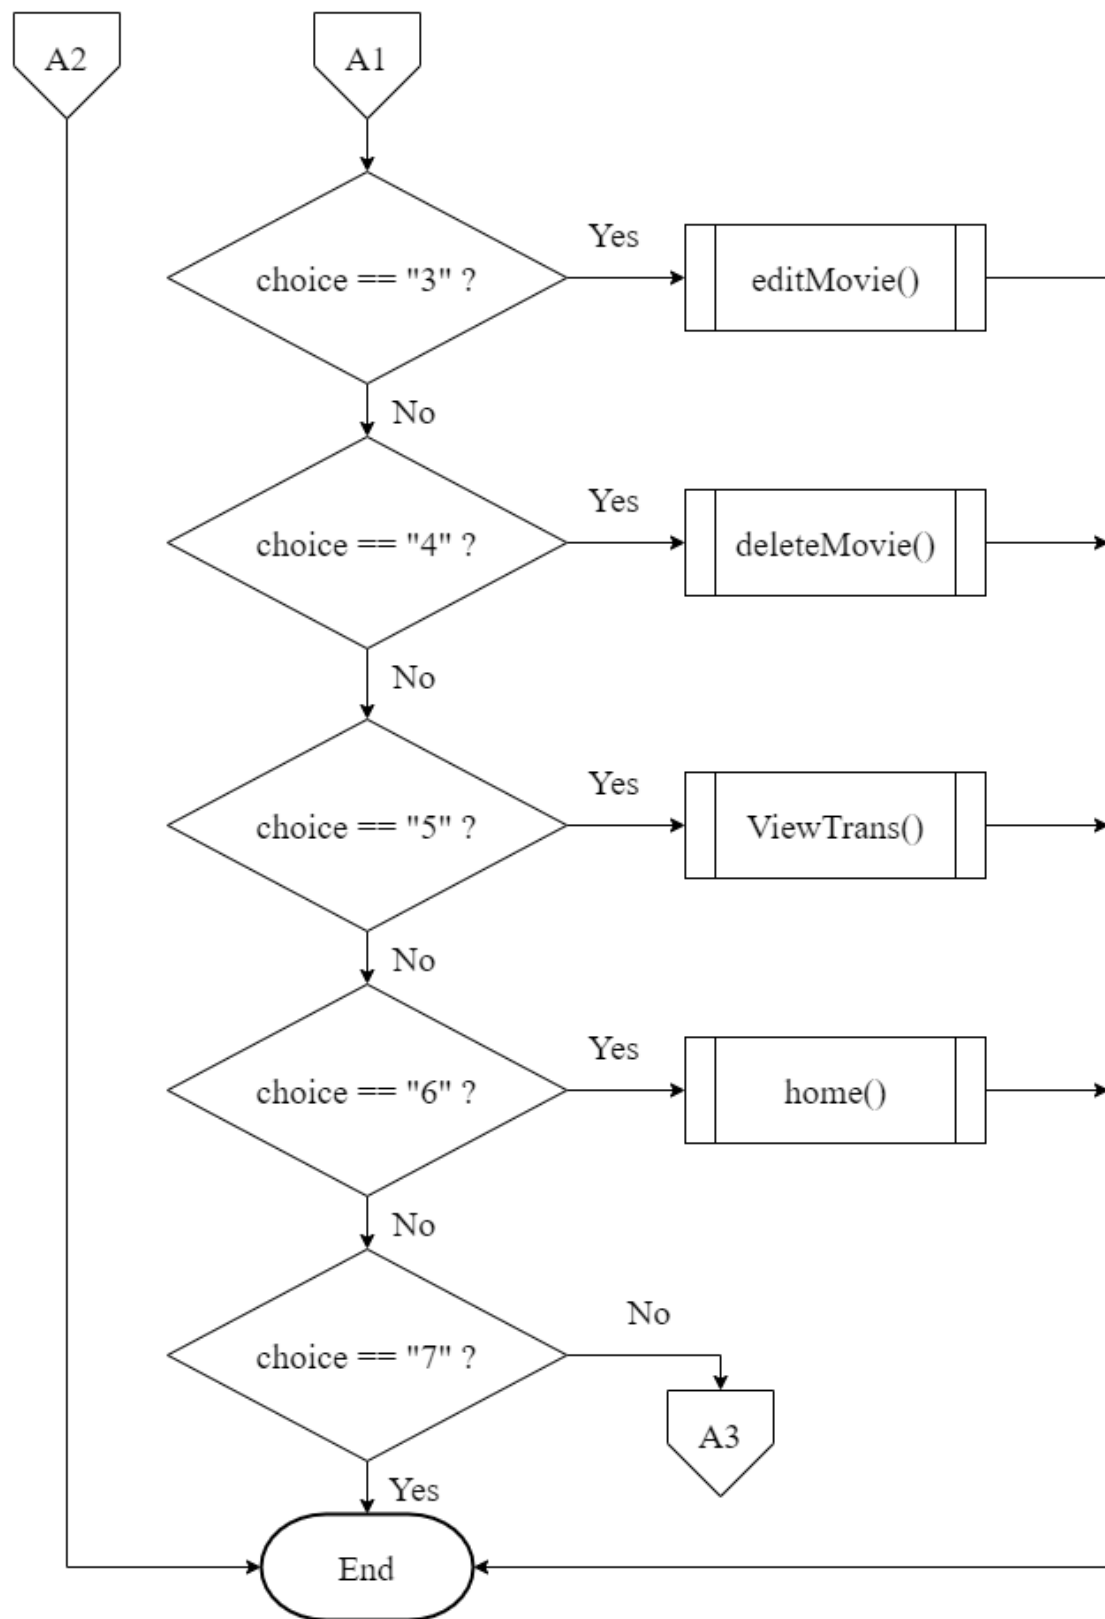 A2
A1
choice == "3" ?
Yes
editMovie()
No
choice == "4" ?
Yes
deleteMovie()
No
choice == "5" ?
Yes
ViewTrans()
No
choice == "6" ?
Yes
home()
No
choice == "7" ?
No
A3
Yes
End